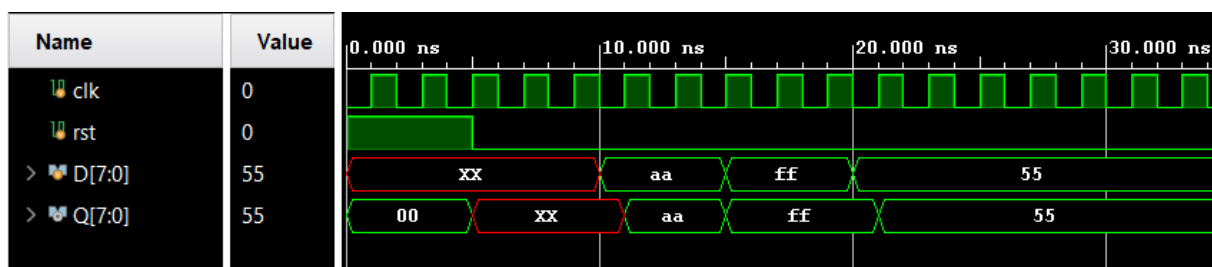 Name Value 0.000 ns 10.000 ns 20.000 ns 30.000 ns
clk 0
rst 0
D[7:0] 55 XX aa ff 55
Q[7:0] 55 00 XX aa ff 55